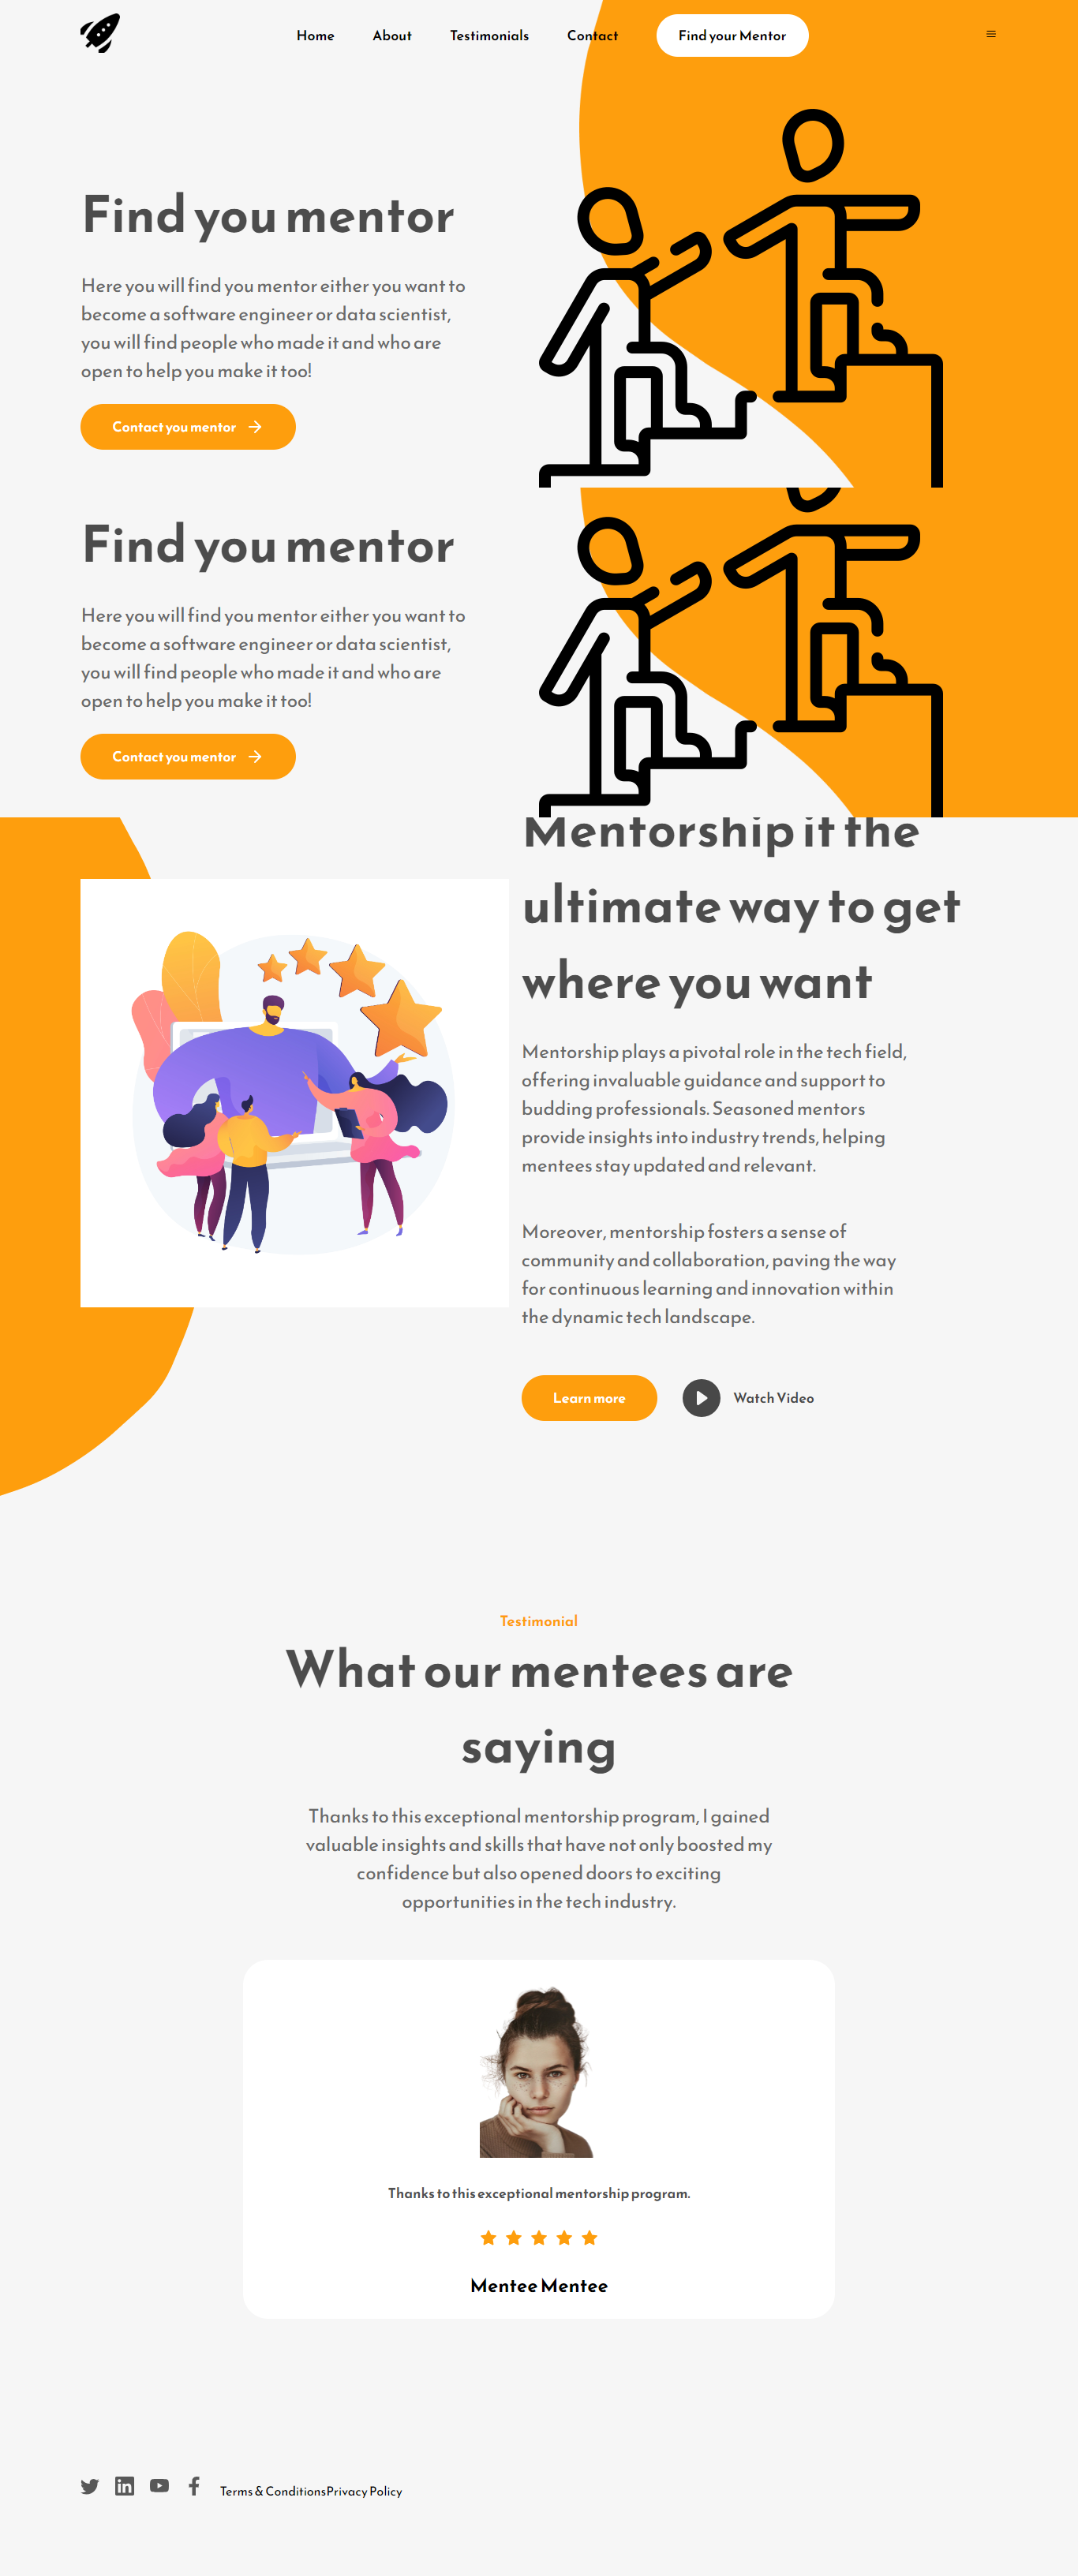 Home About Testimonials Contact Find your Mentor
Find you mentor
Here you will find you mentor either you want to
become a software engineer or data scientist,
you will find people who made it and who are
open to help you make it too!
Contact you mentor
Find you mentor
Here you will find you mentor either you want to
become a software engineer or data scientist,
you will find people who made it and who are
open to help you make it too!
Contact you mentor
Mentorship it the
ultimate way to get
where you want
Mentorship plays a pivotal role in the tech field,
offering invaluable guidance and support to
budding professionals. Seasoned mentors
provide insights into industry trends, helping
mentees stay updated and relevant.
Moreover, mentorship fosters a sense of
community and collaboration, paving the way
for continuous learning and innovation within
the dynamic tech landscape.
Learn more Watch Video
Testimonial
What our mentees are
saying
Thanks to this exceptional mentorship program, I gained
valuable insights and skills that have not only boosted my
confidence but also opened doors to exciting
opportunities in the tech industry.
Thanks to this exceptional mentorship program.
Mentee Mentee
Terms & ConditionsPrivacy Policy